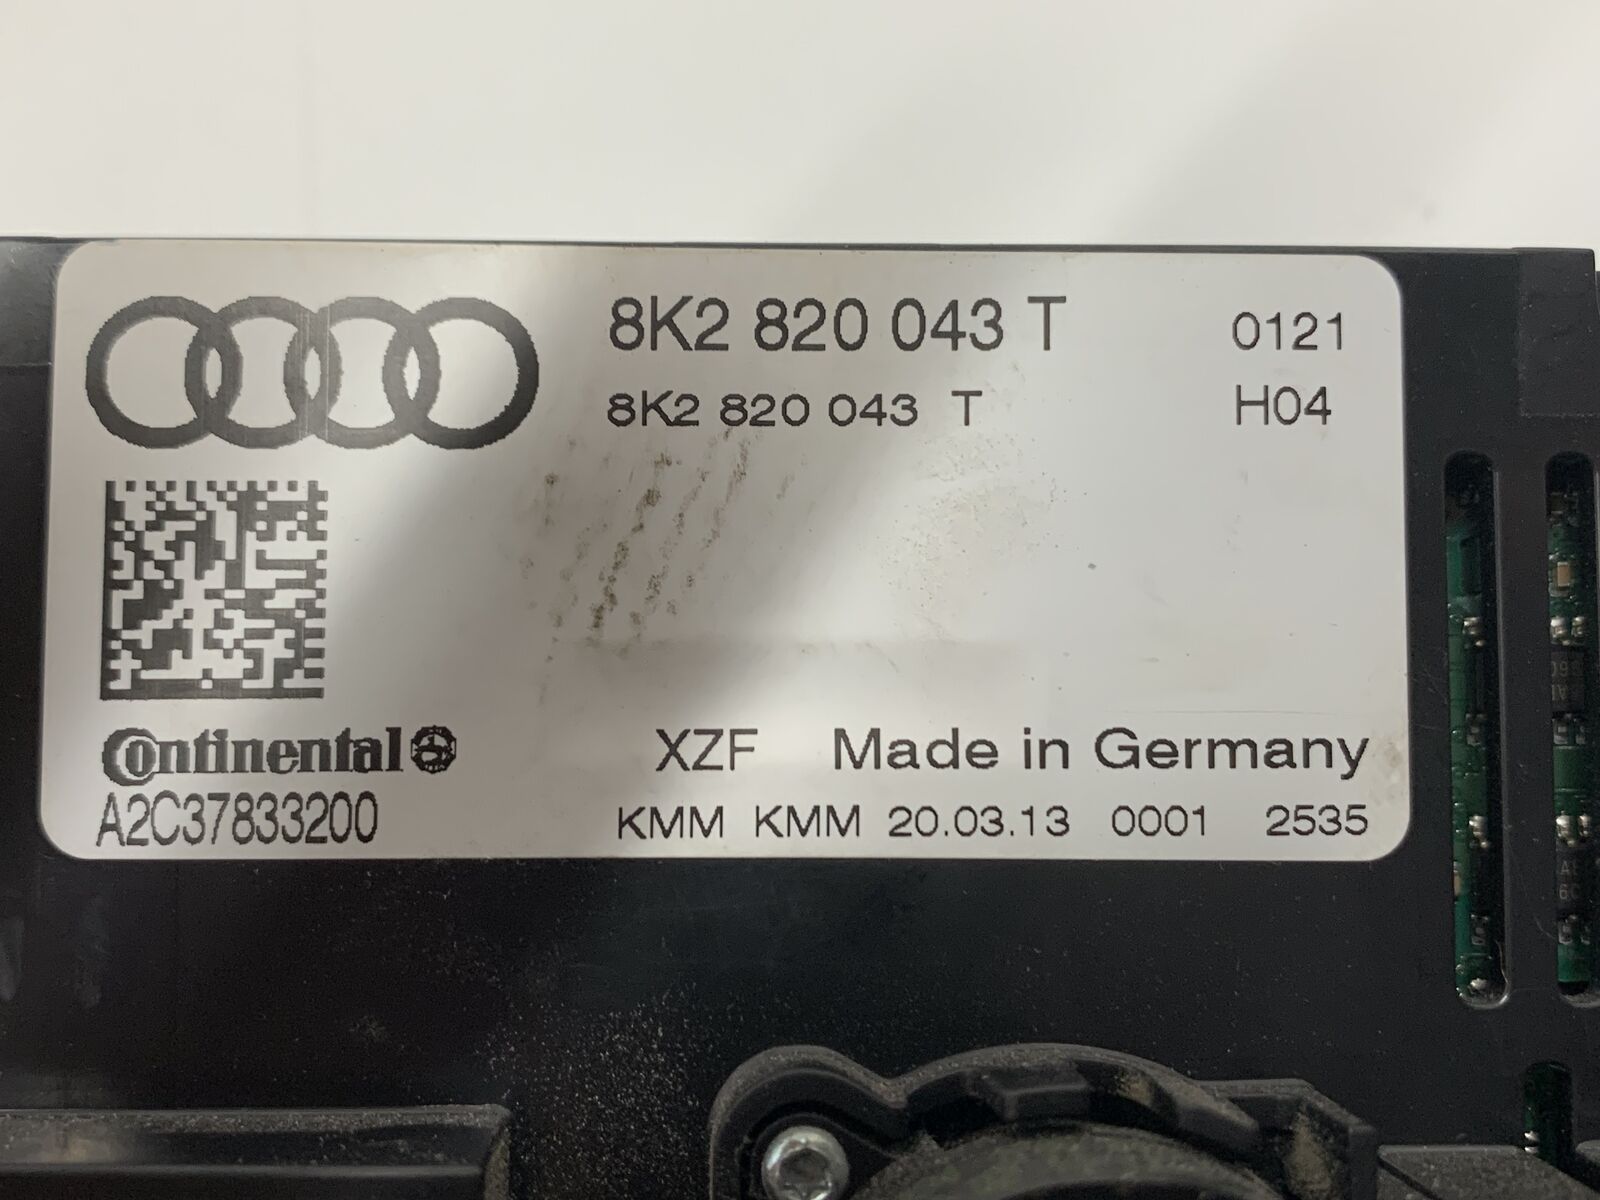 8K2 820 043 T 0121
8K2 820 043 T H04
Continental
XZF Made in Germany
A2C37833200
KMM KMM 20.03.13 0001 2535